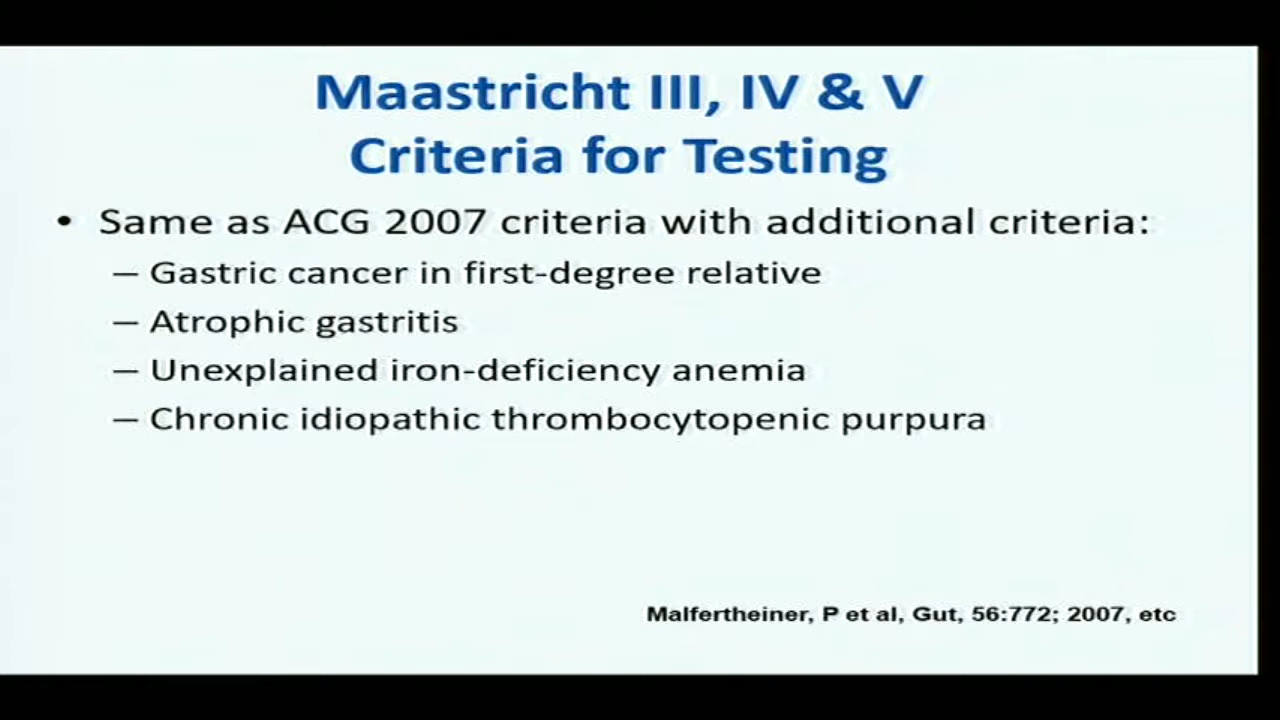 Maastricht III, IV & V
Criteria for Testing
• Same as ACG 2007 criteria with additional criteria:
– Gastric cancer in first-degree relative
– Atrophic gastritis
– Unexplained iron-deficiency anemia
– Chronic idiopathic thrombocytopenic purpura
Malfertheiner, P et al, Gut, 56:772; 2007, etc